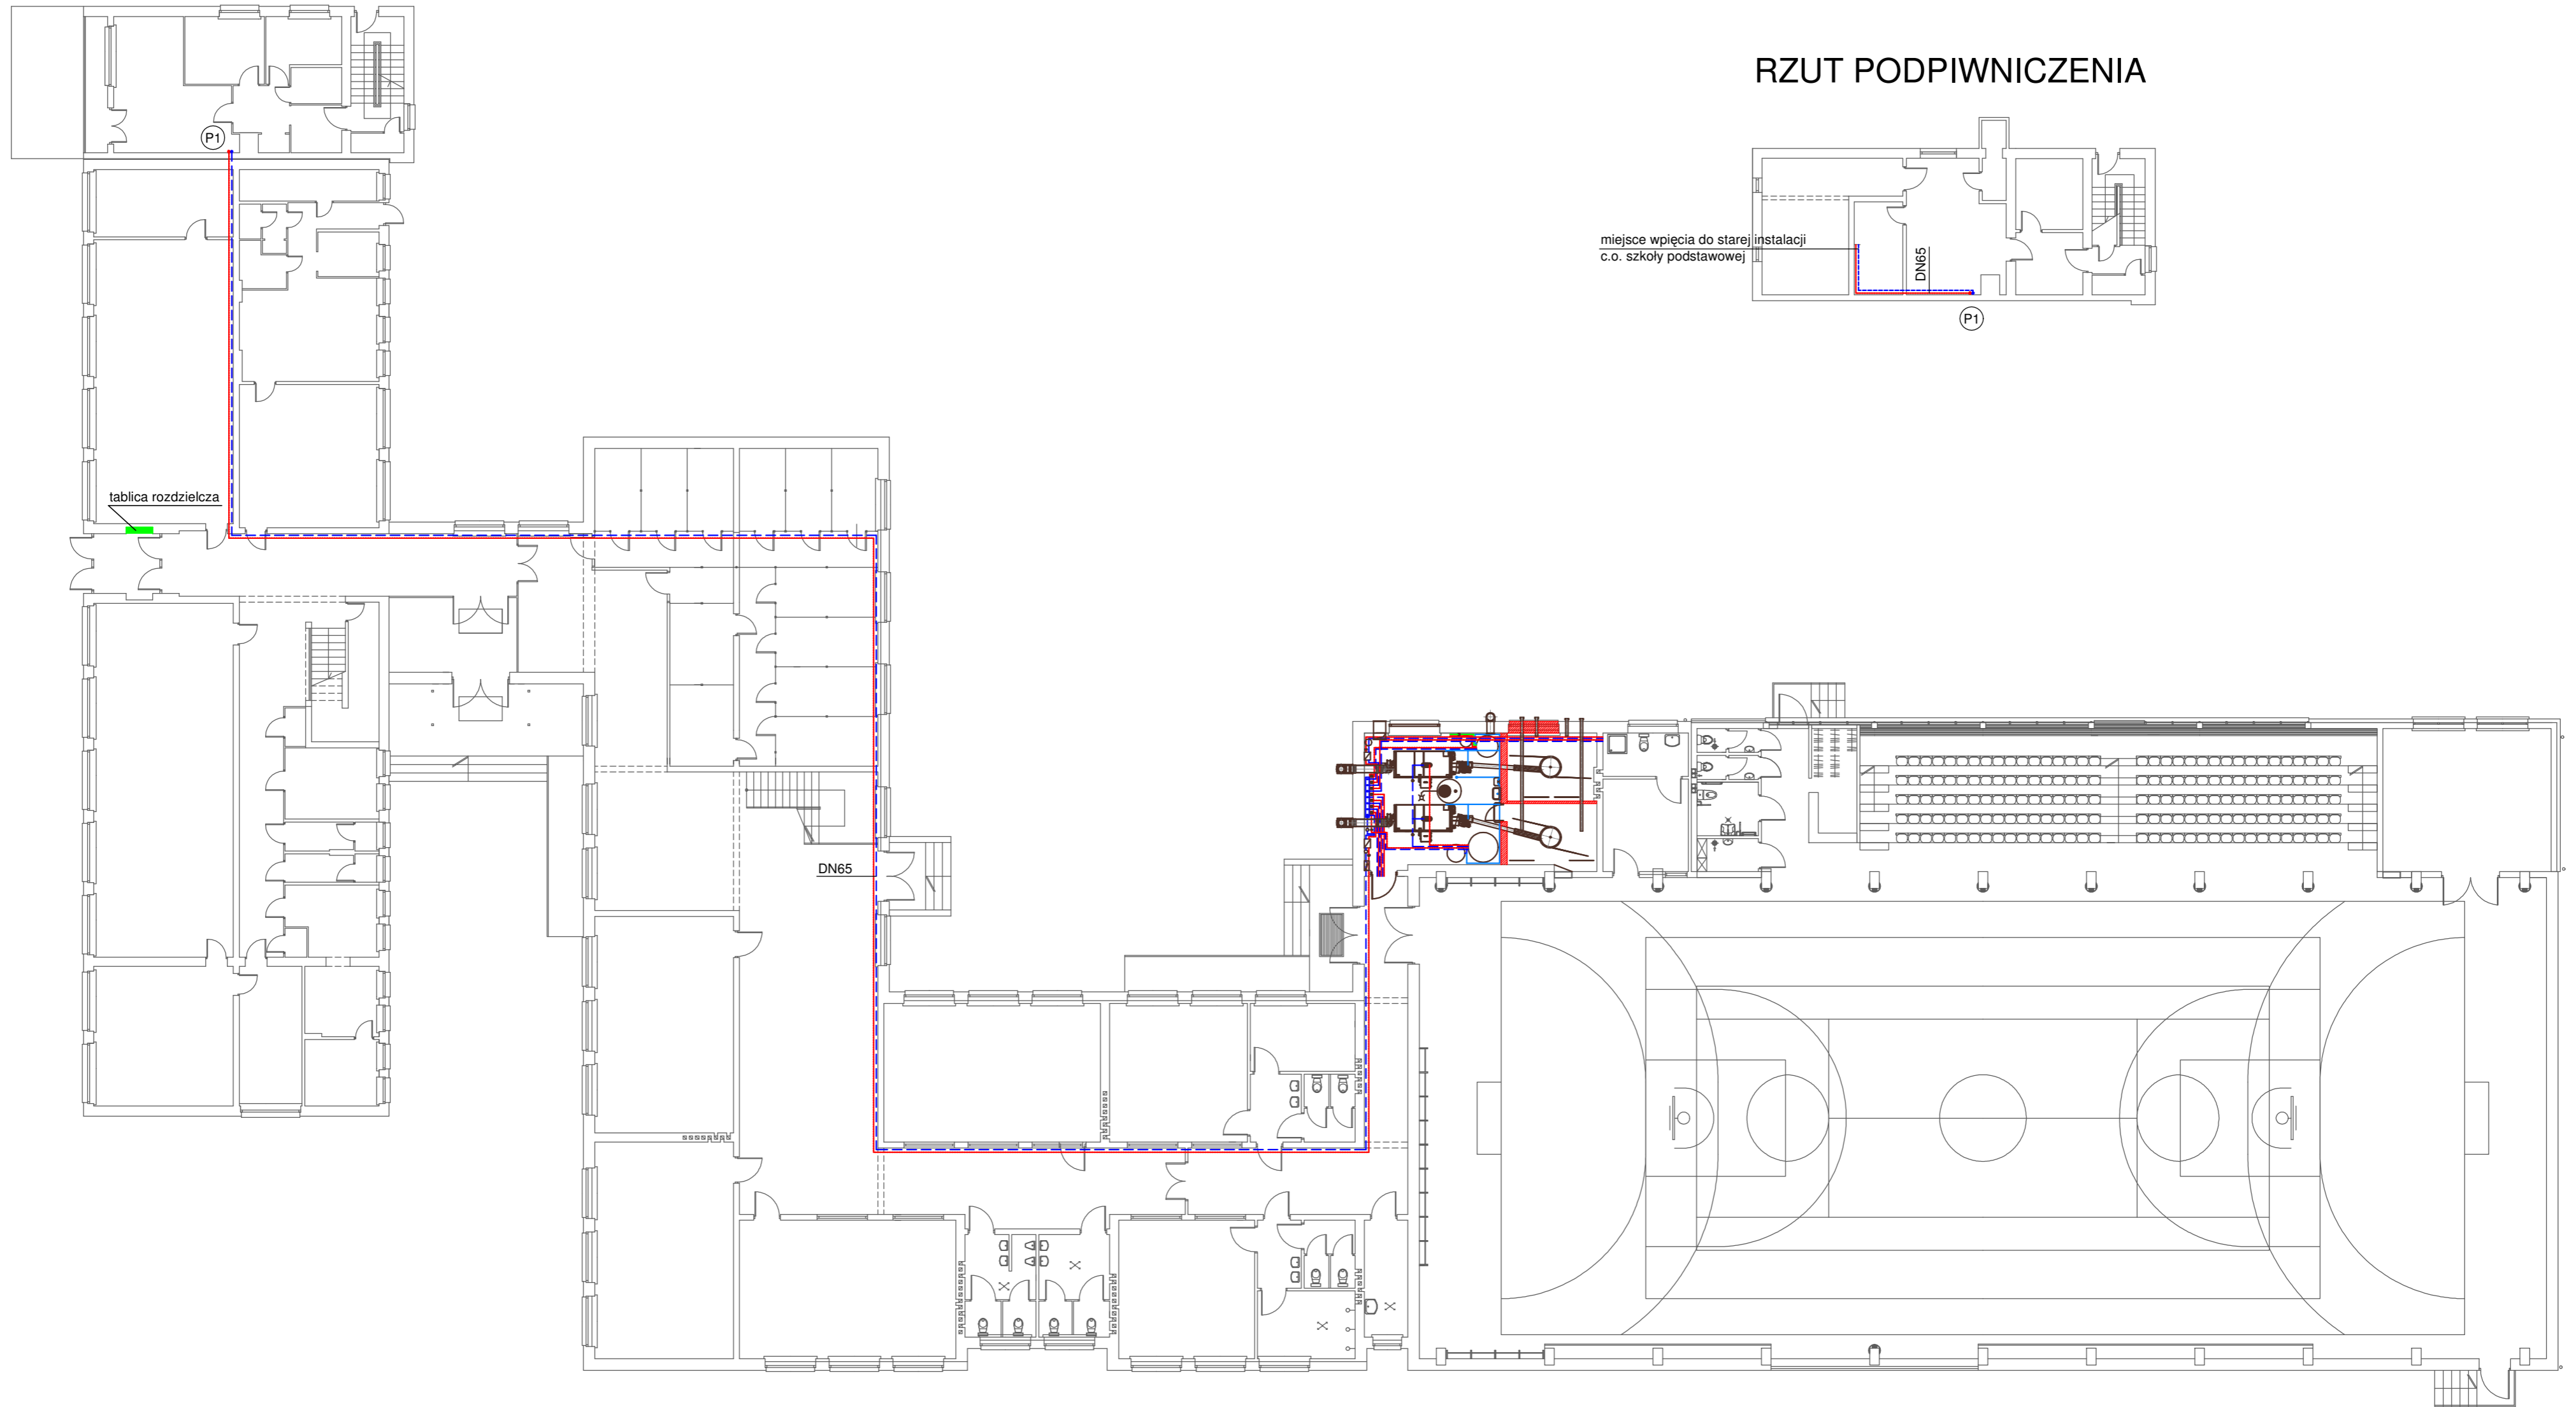 RZUT PODPIWNICZENIA
P1
miejsce wpięcia do starej instalacji
c.o. szkoły podstawowej
DN65
P1
tablica rozdzielcza
DN65